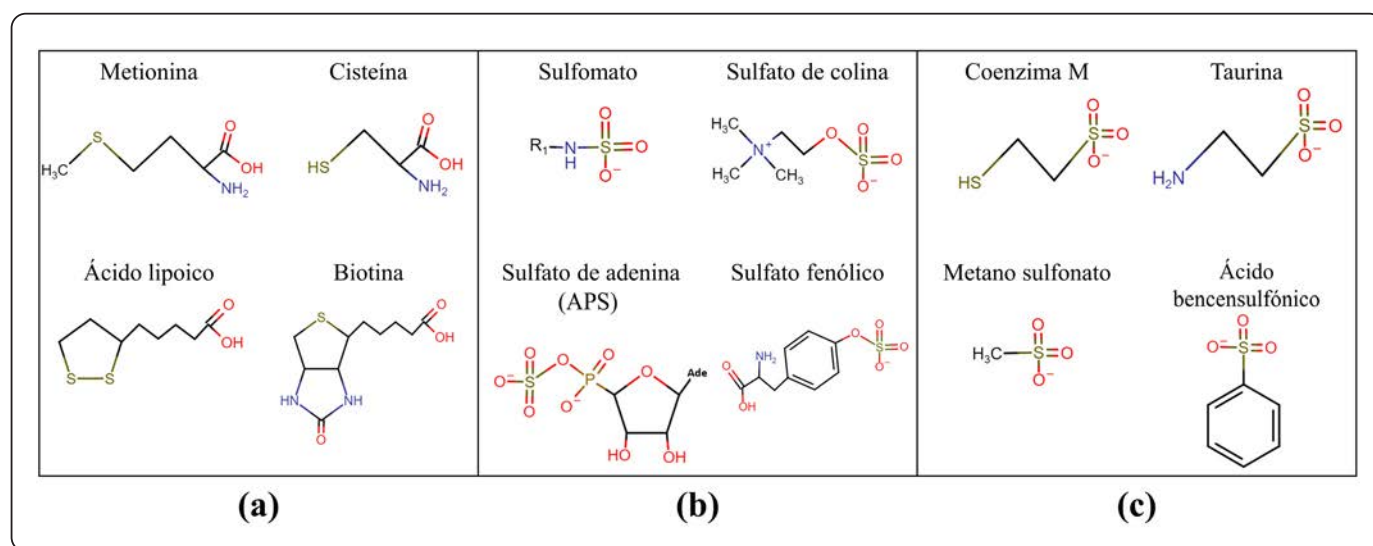 Metionina
Cisteína
S
H₃C
O
OH
NH₂
HS
O
OH
NH₂
Ácido lipoico
Biotina
S
S
O
OH
S
HN
NH
O
O
OH
Sulfomato
Sulfato de colina
R₁
N
H
S
O
O
O⁻
H₃C
N⁺
H₃C
CH₃
O
S
O
O
O⁻
Sulfato de adenina
(APS)
Sulfato fenólico
O⁻
S
O
O
O
P
O
O⁻
O
Ade
HO
OH
NH₂
O
OH
O
S
O
O
O⁻
Coenzima M
Taurina
HS
S
O
O
O⁻
H₂N
S
O
O
O⁻
Metano sulfonato
Ácido
bencensulfónico
H₃C
S
O
O
O⁻
O⁻
S
O
O
(a)
(b)
(c)